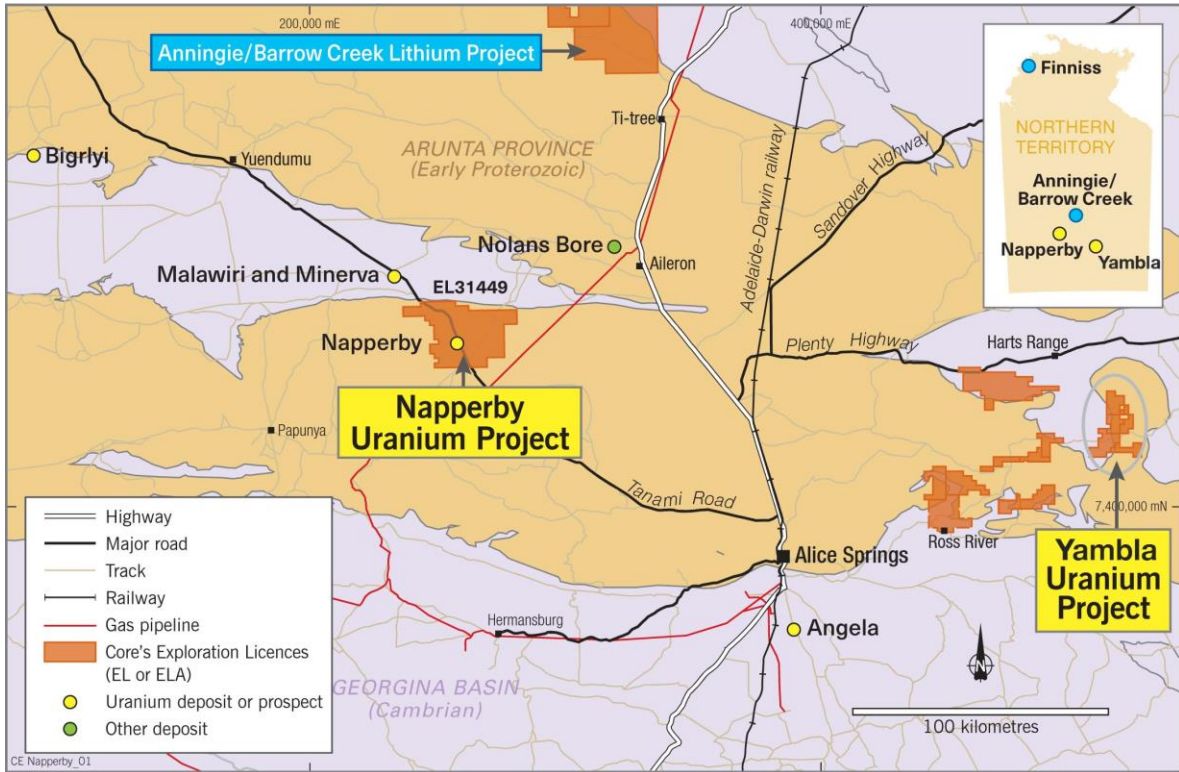 200,000 mE
400,000 mE
Anningie/Barrow Creek Lithium Project
Finniss
NORTHERN
TERRITORY
Anningie/
Barrow Creek
Napperby
Yambla
Ti-tree
Bigrlyi
Yuendumu
ARUNTA PROVINCE
(Early Proterozoic)
Adelaide-Darwin railway
Sandover Highway
Nolans Bore
Aileron
Malawiri and Minerva
EL31449
Napperby
Plenty Highway
Harts Range
Napperby
Uranium Project
Papunya
Tanami Road
7,400,000 mN
Ross River
Alice Springs
Yambla
Uranium
Project
Hermansburg
Angela
GEORGINA BASIN
(Cambrian)
N
100 kilometres
Highway
Major road
Track
Railway
Gas pipeline
Core's Exploration Licences
(EL or ELA)
Uranium deposit or prospect
Other deposit
CE Napperby_01